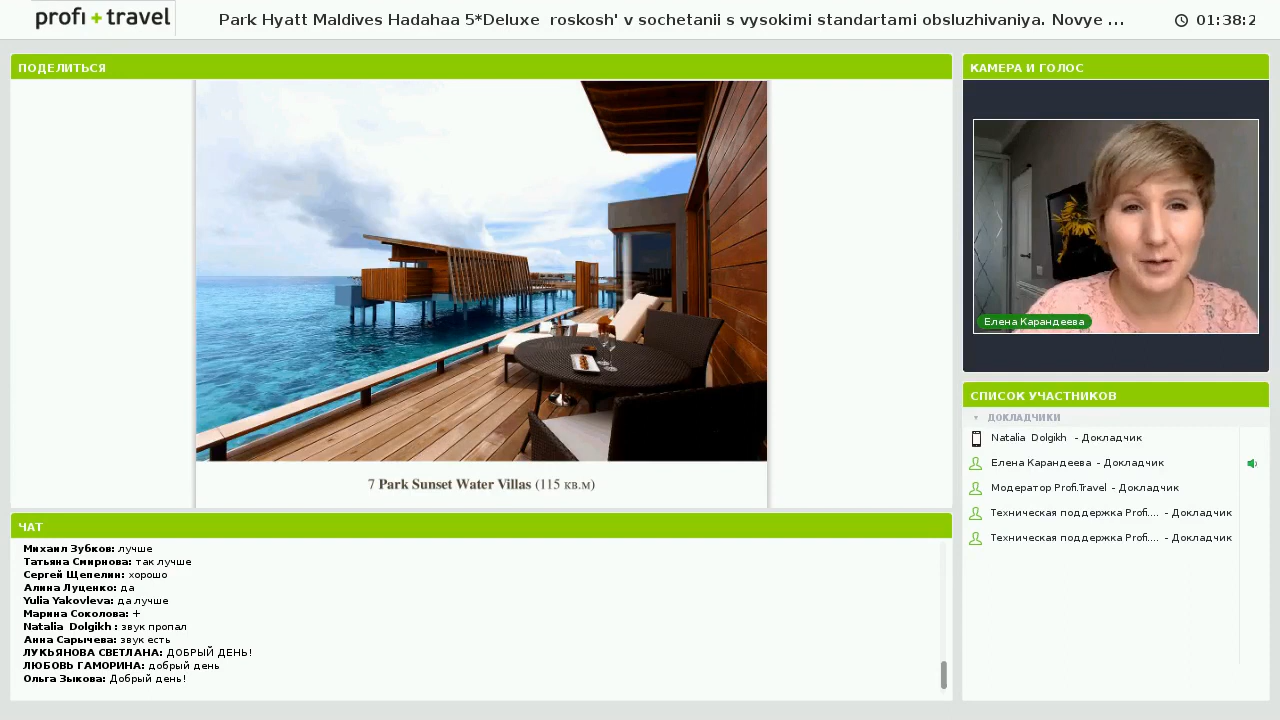 profi + travel
Park Hyatt Maldives Hadahaa 5*Deluxe roskosh' v sochetanii s vysokimi standartami obsluzhivaniya. Novye ...
01:38:2
ПОДЕЛИТЬСЯ
7 Park Sunset Water Villas (115 кв.м)
КАМЕРА И ГОЛОС
Елена Карандеева
СПИСОК УЧАСТНИКОВ
ДОКЛАДЧИКИ
Natalia Dolgikh - Докладчик
Елена Карандеева - Докладчик
Модератор Profi.Travel - Докладчик
Техническая поддержка Profi.... - Докладчик
Техническая поддержка Profi.... - Докладчик
ЧАТ
Михаил Зубков: лучше
Татьяна Смирнова: так лучше
Сергей Щепелин: хорошо
Алина Луценко: да
Yulia Yakovleva: да лучше
Марина Соколова: +
Natalia Dolgikh : звук пропал
Анна Сарычева: звук есть
ЛУКЬЯНОВА СВЕТЛАНА: ДОБРЫЙ ДЕНЬ!
ЛЮБОВЬ ГАМОРИНА: добрый день
Ольга Зыкова: Добрый день!